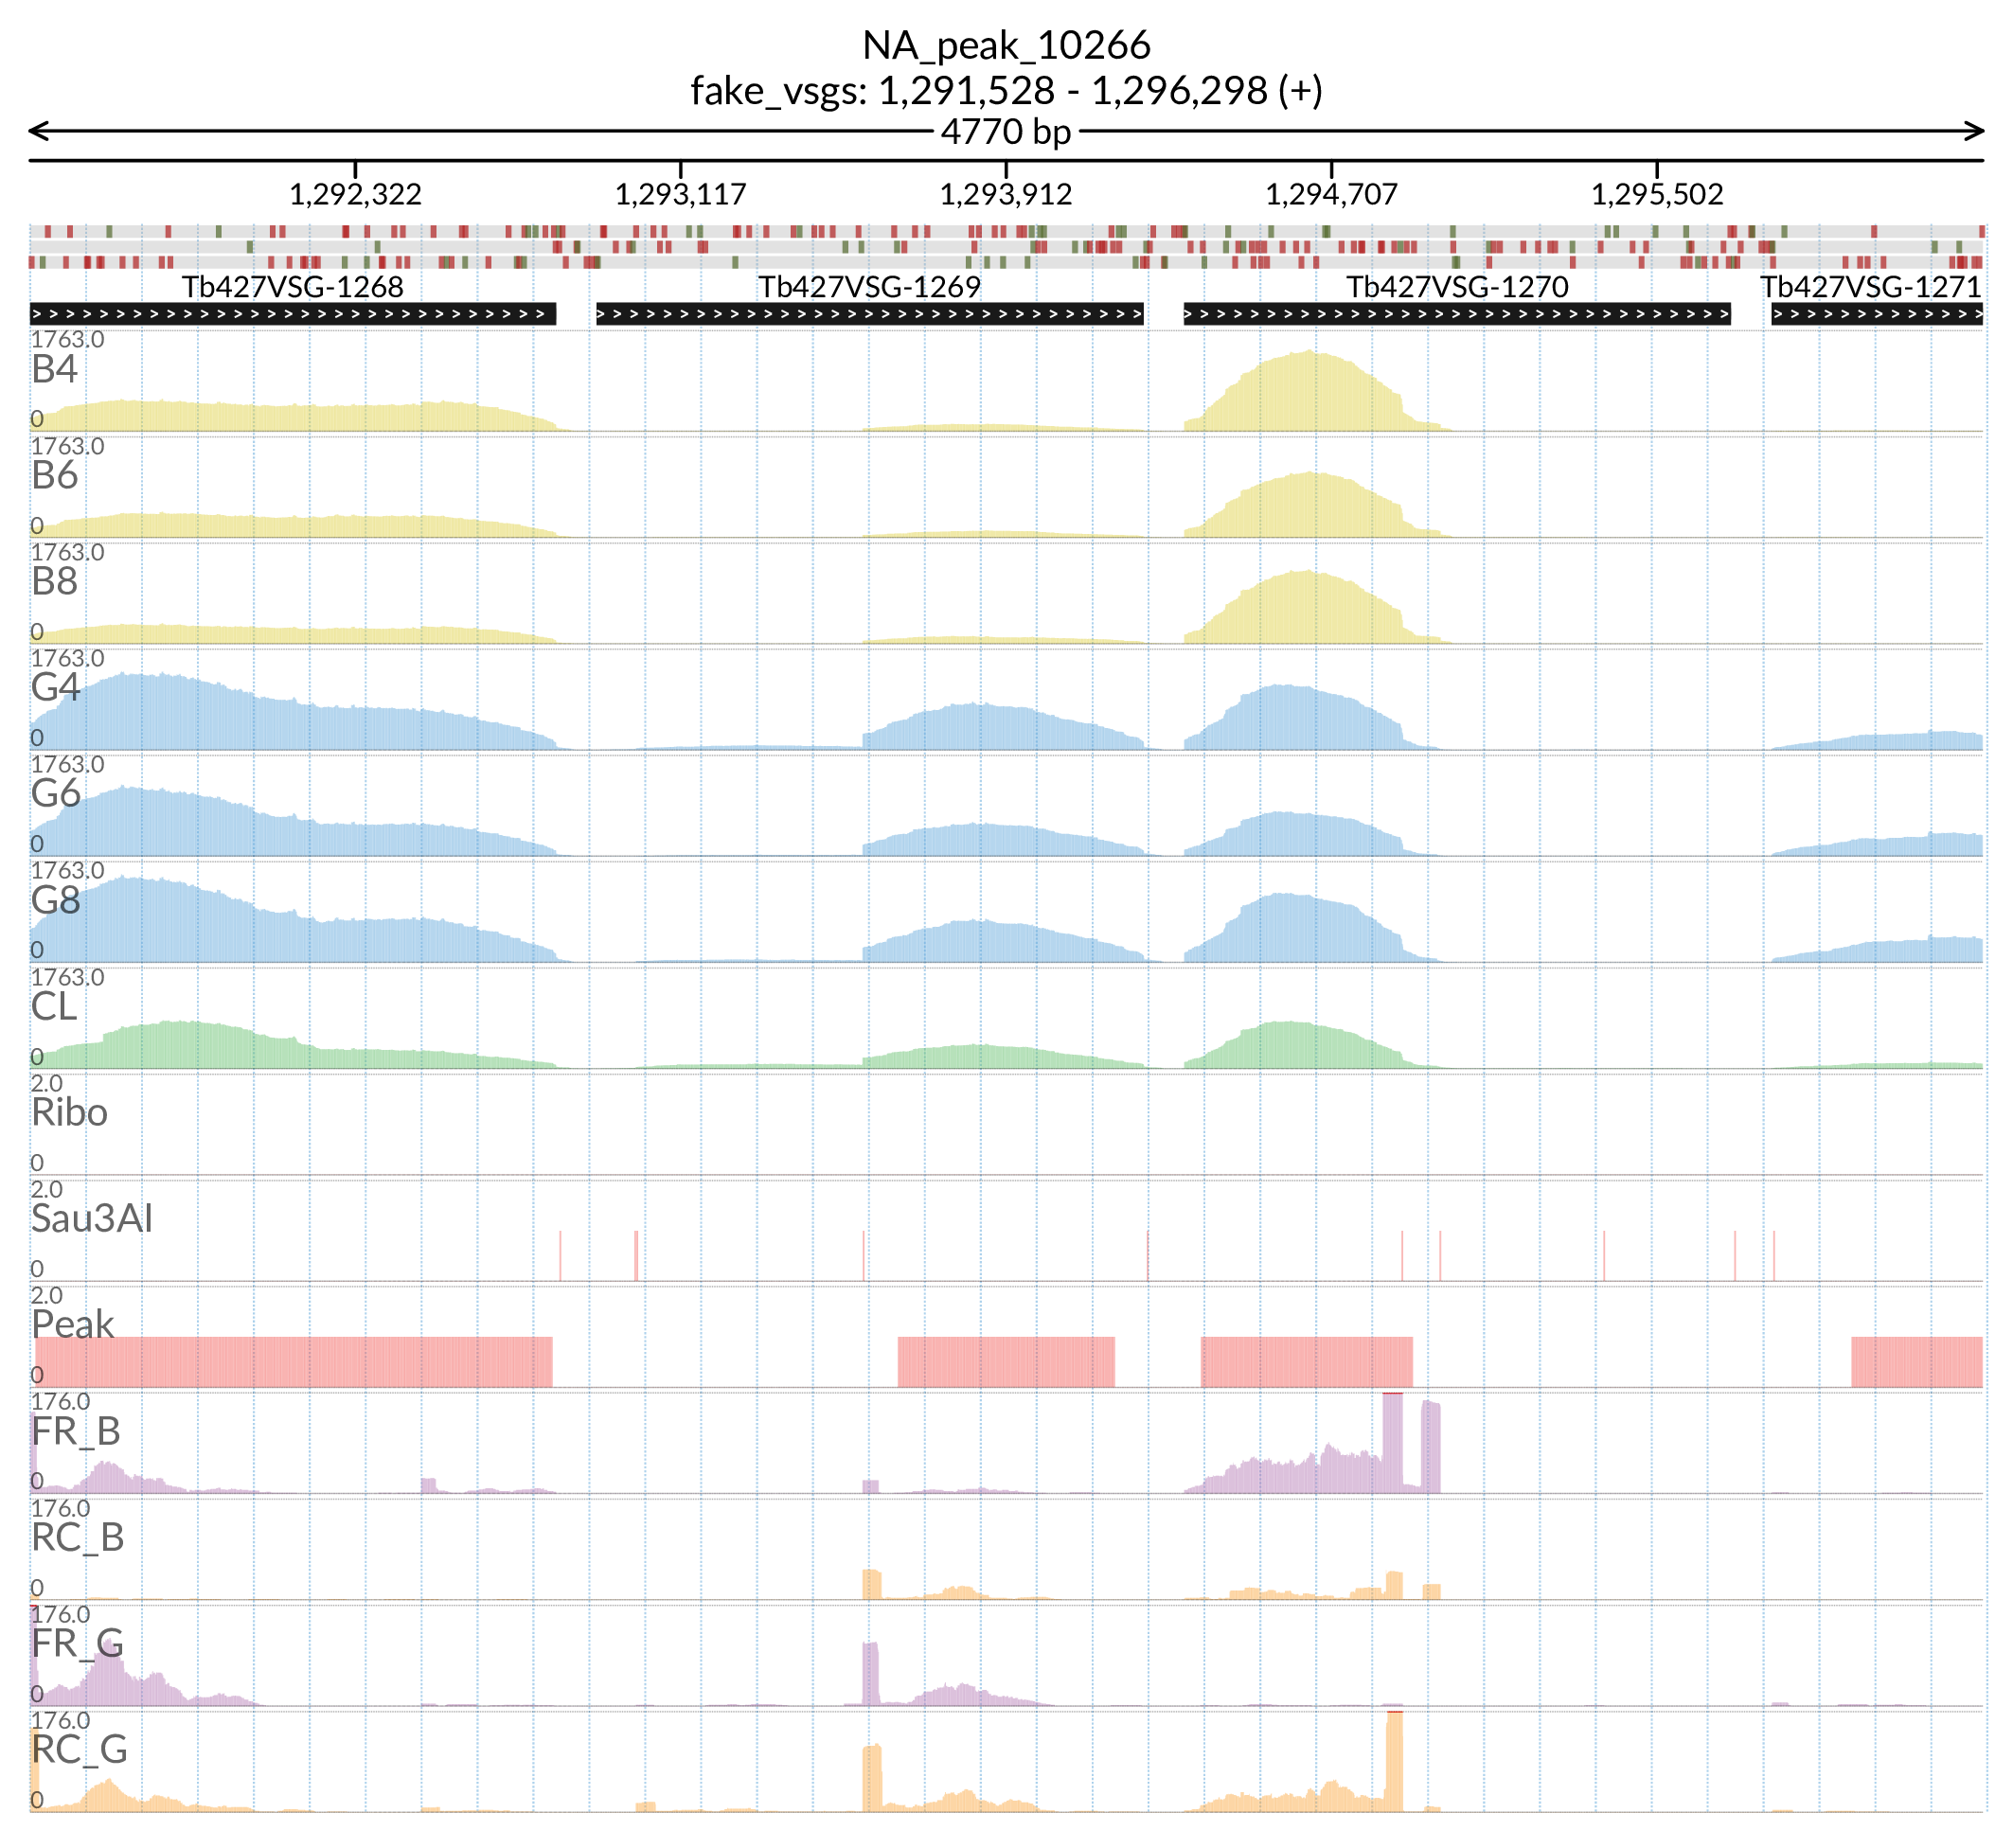 NA_peak_10266
fake_vsgs: 1,291,528 - 1,296,298 (+)
4770 bp
1,292,322 1,293,117 1,293,912 1,294,707 1,295,502
Tb427VSG-1268 Tb427VSG-1269 Tb427VSG-1270 Tb427VSG-1271
1763.0
B4
0
1763.0
B6
0
1763.0
B8
0
1763.0
G4
0
1763.0
G6
0
1763.0
G8
0
1763.0
CL
0
2.0
Ribo
0
2.0
Sau3AI
0
2.0
Peak
0
176.0
FR_B
0
176.0
RC_B
0
176.0
FR_G
0
176.0
RC_G
0